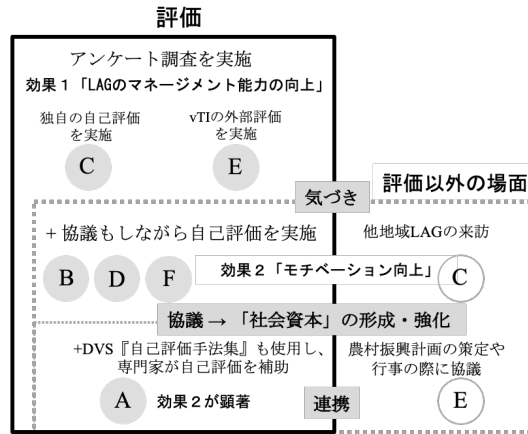 評価
アンケート調査を実施
効果１「LAGのマネージメント能力の向上」
独自の自己評価
を実施
vTIの外部評価
を実施
C
E
評価以外の場面
気づき
＋協議もしながら自己評価を実施
他地域LAGの来訪
B D F
効果２「モチベーション向上」
C
協議 → 「社会資本」の形成・強化
+DVS『自己評価手法集』も使用し、
専門家が自己評価を補助
農村振興計画の策定や
行事の際に協議
A
効果２が顕著
連携
E